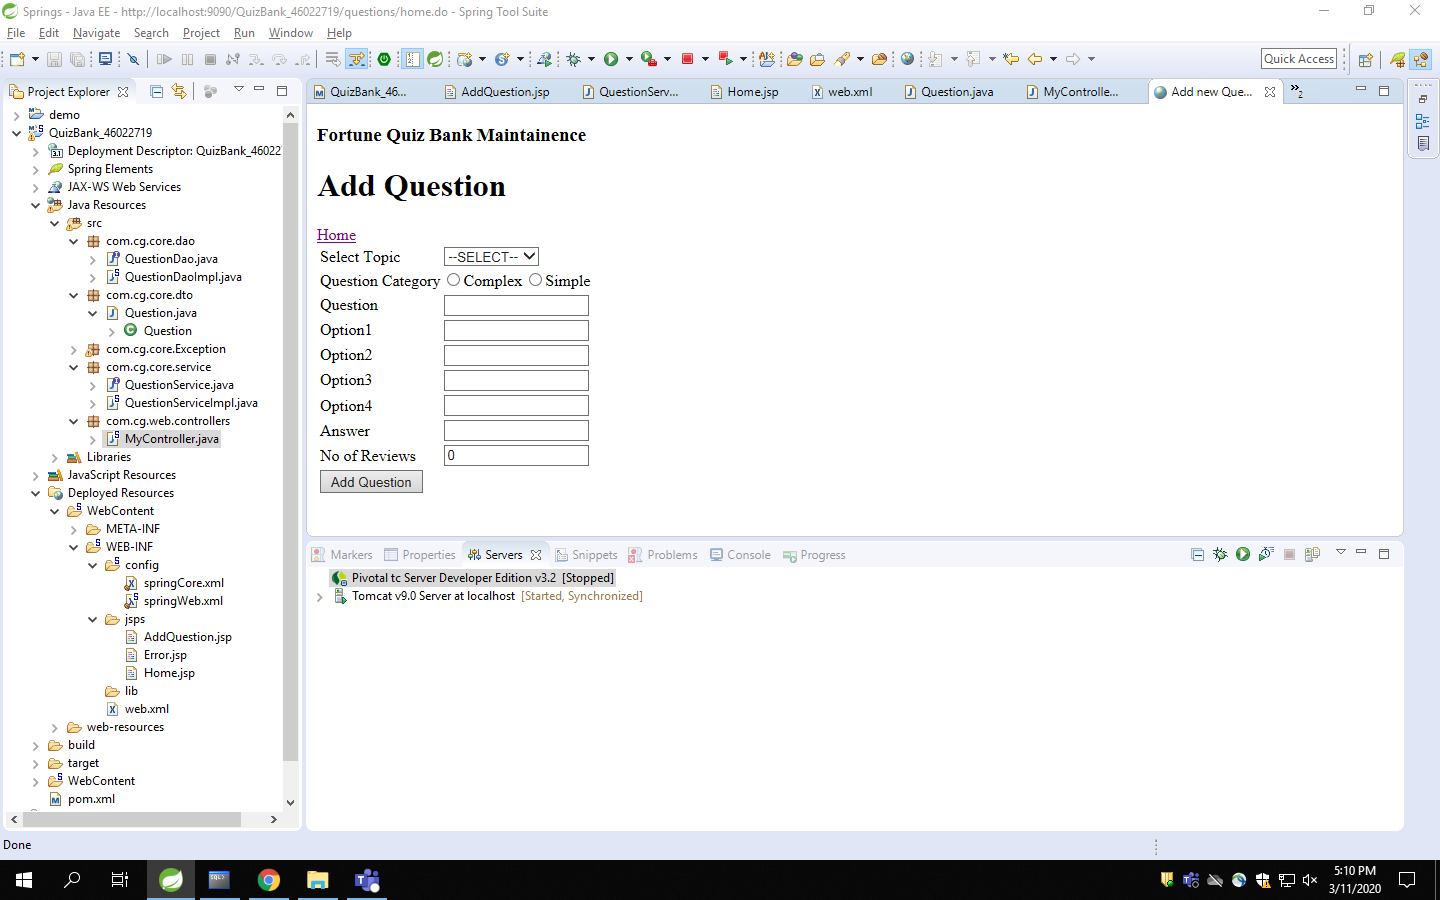 Springs - Java EE - http://localhost:9090/QuizBank_46022719/questions/home.do - Spring Tool Suite
File Edit Navigate Search Project Run Window Help
Quick Access
Project Explorer
demo
QuizBank_46022719
Deployment Descriptor: QuizBank_46022
Spring Elements
JAX-WS Web Services
Java Resources
src
com.cg.core.dao
QuestionDao.java
QuestionDaoImpl.java
com.cg.core.dto
Question.java
Question
com.cg.core.Exception
com.cg.core.service
QuestionService.java
QuestionServiceImpl.java
com.cg.web.controllers
MyController.java
Libraries
JavaScript Resources
Deployed Resources
WebContent
META-INF
WEB-INF
config
springCore.xml
springWeb.xml
jsps
AddQuestion.jsp
Error.jsp
Home.jsp
lib
web.xml
web-resources
build
target
WebContent
pom.xml
QuizBank_46... AddQuestion.jsp QuestionServ... Home.jsp web.xml Question.java MyControlle... Add new Que... »2
Fortune Quiz Bank Maintainence
Add Question
Home
Select Topic --SELECT--
Question Category Complex Simple
Question
Option1
Option2
Option3
Option4
Answer
No of Reviews 0
Add Question
Markers Properties Servers Snippets Problems Console Progress
Pivotal tc Server Developer Edition v3.2 [Stopped]
Tomcat v9.0 Server at localhost [Started, Synchronized]
Done
5:10 PM
3/11/2020